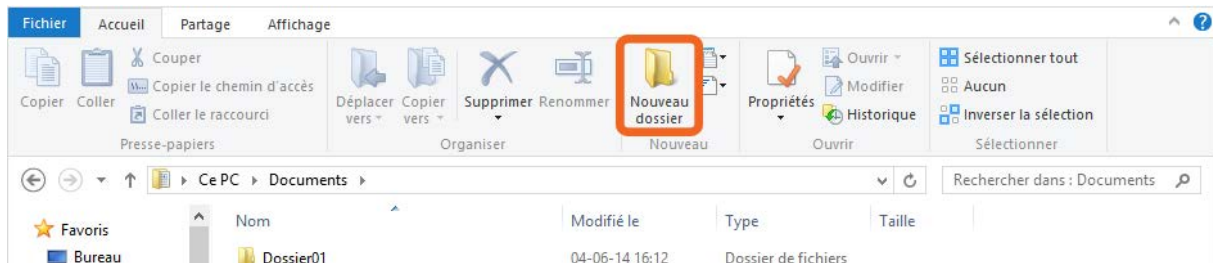 Fichier Accueil Partage Affichage
Copier
Coller
Couper
Copier le chemin d'accès
Coller le raccourci
Presse-papiers
Déplacer
vers
Copier
vers
Supprimer
Renommer
Organiser
Nouveau
dossier
Nouveau
Propriétés
Ouvrir
Modifier
Historique
Ouvrir
Sélectionner tout
Aucun
Inverser la sélection
Sélectionner
Ce PC Documents
Rechercher dans : Documents
Favoris
Bureau
Nom Modifié le Type Taille
Dossier01 04-06-14 16:12 Dossier de fichiers